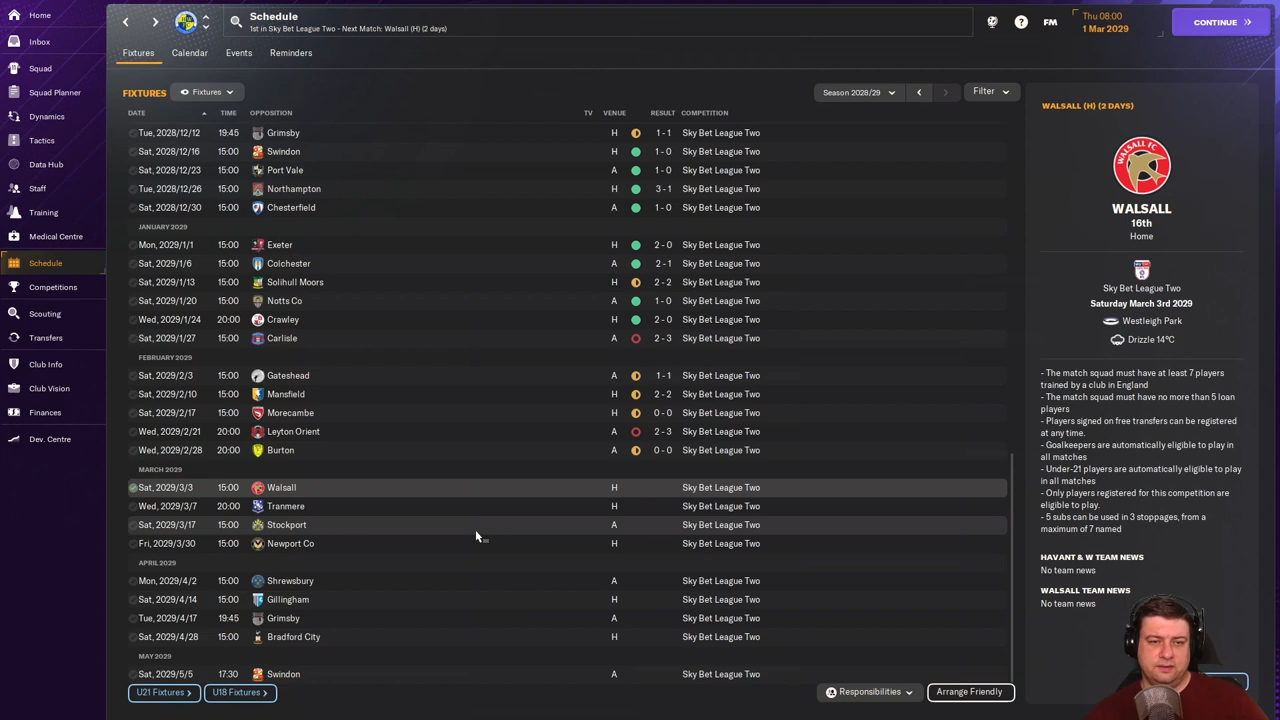 Home
Inbox
Squad
Squad Planner
Dynamics
Tactics
Data Hub
Staff
Training
Medical Centre
Schedule
Competitions
Scouting
Transfers
Club Info
Club Vision
Finances
Dev. Centre
Schedule
1st in Sky Bet League Two - Next Match: Walsall (H) (2 days)
FM
Thu 08:00
1 Mar 2029
CONTINUE
Fixtures Calendar Events Reminders
FIXTURES Fixtures Season 2028/29 Filter
DATE TIME OPPOSITION TV VENUE RESULT COMPETITION
Tue, 2028/12/12 19:45 Grimsby H 1 - 1 Sky Bet League Two
Sat, 2028/12/16 15:00 Swindon H 1 - 0 Sky Bet League Two
Sat, 2028/12/23 15:00 Port Vale A 1 - 0 Sky Bet League Two
Tue, 2028/12/26 15:00 Northampton H 3 - 1 Sky Bet League Two
Sat, 2028/12/30 15:00 Chesterfield A 1 - 0 Sky Bet League Two
JANUARY 2029
Mon, 2029/1/1 15:00 Exeter H 2 - 0 Sky Bet League Two
Sat, 2029/1/6 15:00 Colchester A 2 - 1 Sky Bet League Two
Sat, 2029/1/13 15:00 Solihull Moors H 2 - 2 Sky Bet League Two
Sat, 2029/1/20 15:00 Notts Co A 1 - 0 Sky Bet League Two
Wed, 2029/1/24 20:00 Crawley H 2 - 0 Sky Bet League Two
Sat, 2029/1/27 15:00 Carlisle A 2 - 3 Sky Bet League Two
FEBRUARY 2029
Sat, 2029/2/3 15:00 Gateshead A 1 - 1 Sky Bet League Two
Sat, 2029/2/10 15:00 Mansfield H 2 - 2 Sky Bet League Two
Sat, 2029/2/17 15:00 Morecambe H 0 - 0 Sky Bet League Two
Wed, 2029/2/21 20:00 Leyton Orient A 2 - 3 Sky Bet League Two
Wed, 2029/2/28 20:00 Burton A 0 - 0 Sky Bet League Two
MARCH 2029
Sat, 2029/3/3 15:00 Walsall H Sky Bet League Two
Wed, 2029/3/7 20:00 Tranmere H Sky Bet League Two
Sat, 2029/3/17 15:00 Stockport A Sky Bet League Two
Fri, 2029/3/30 15:00 Newport Co H Sky Bet League Two
APRIL 2029
Mon, 2029/4/2 15:00 Shrewsbury A Sky Bet League Two
Sat, 2029/4/14 15:00 Gillingham H Sky Bet League Two
Tue, 2029/4/17 19:45 Grimsby A Sky Bet League Two
Sat, 2029/4/28 15:00 Bradford City H Sky Bet League Two
MAY 2029
Sat, 2029/5/5 17:30 Swindon A Sky Bet League Two
U21 Fixtures U18 Fixtures Responsibilities Arrange Friendly
WALSALL (H) (2 DAYS)
WALSALL FC
WALSALL
16th
Home
Sky Bet League Two
Saturday March 3rd 2029
Westleigh Park
Drizzle 14°C
- The match squad must have at least 7 players
trained by a club in England
- The match squad must have no more than 5 loan
players
- Players signed on free transfers can be registered
at any time.
- Goalkeepers are automatically eligible to play in
all matches
- Under-21 players are automatically eligible to play
in all matches
- Only players registered for this competition are
eligible to play.
- 5 subs can be used in 3 stoppages, from a
maximum of 7 named
HAVANT & W TEAM NEWS
No team news
WALSALL TEAM NEWS
No team news